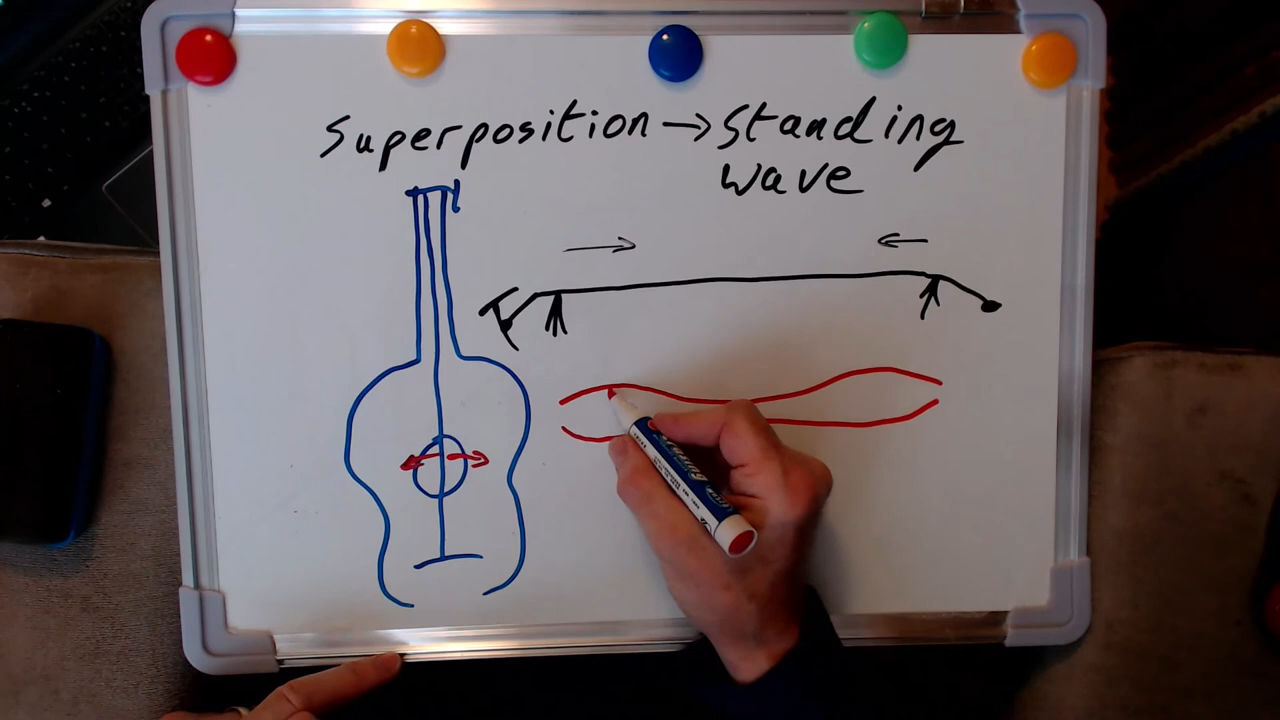 Superposition → Standing
wave